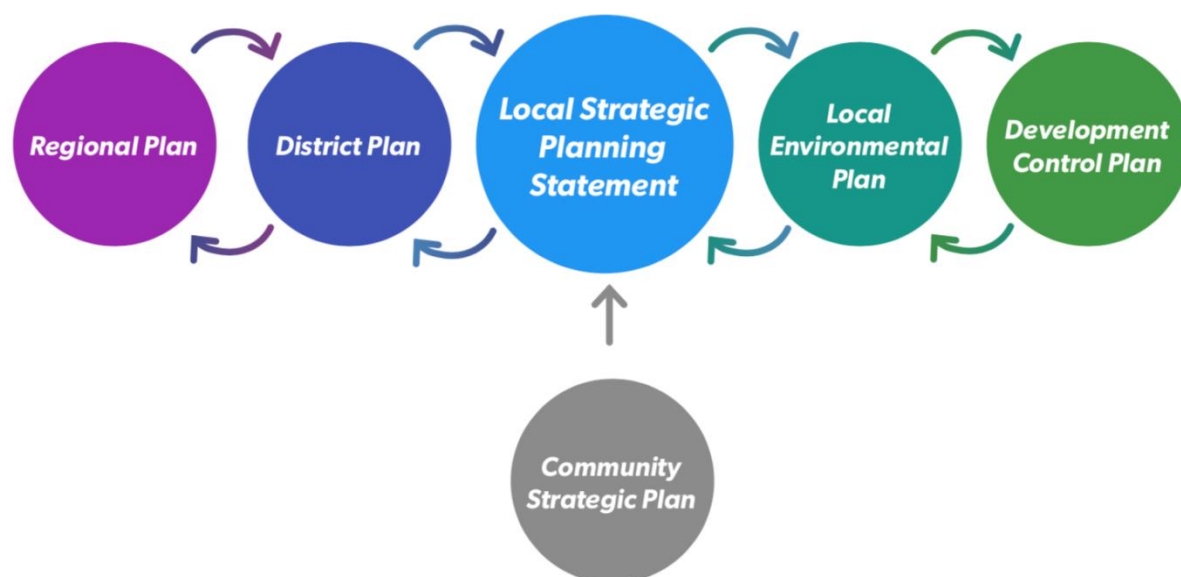 Regional Plan
District Plan
Local Strategic
Planning
Statement
Local
Environmental
Plan
Development
Control Plan
Community
Strategic Plan